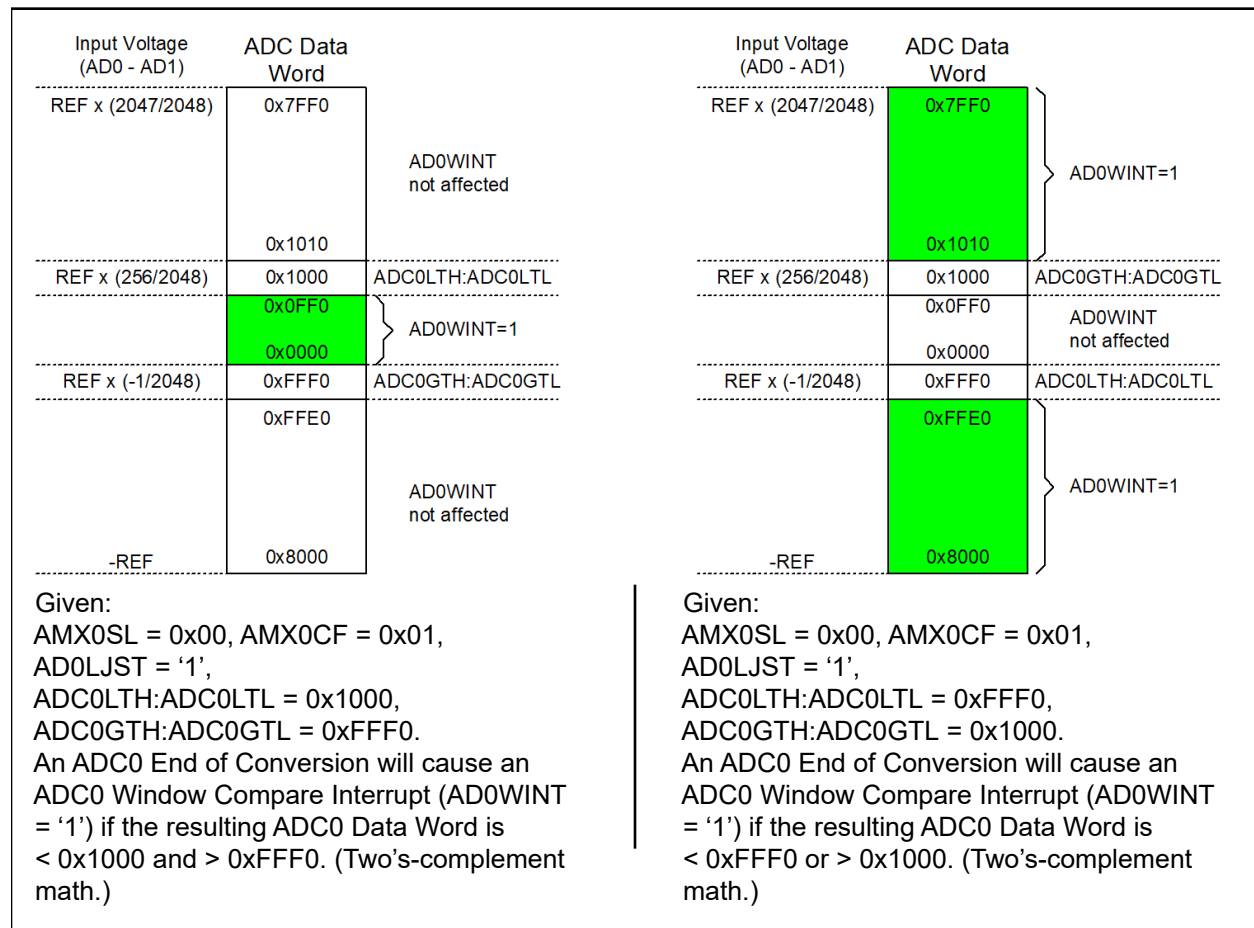 Input Voltage
(AD0 - AD1)
ADC Data
Word
REF x (2047/2048)
0x7FF0
AD0WINT
not affected
0x1010
REF x (256/2048)
0x1000
ADC0LTH:ADC0LTL
0x0FF0
AD0WINT=1
0x0000
REF x (-1/2048)
0xFFF0
ADC0GTH:ADC0GTL
0xFFE0
AD0WINT
not affected
-REF
0x8000
Given:
AMX0SL = 0x00, AMX0CF = 0x01,
AD0LJST = ‘1’,
ADC0LTH:ADC0LTL = 0x1000,
ADC0GTH:ADC0GTL = 0xFFF0.
An ADC0 End of Conversion will cause an
ADC0 Window Compare Interrupt (AD0WINT
= ‘1’) if the resulting ADC0 Data Word is
< 0x1000 and > 0xFFF0. (Two’s-complement
math.)
Input Voltage
(AD0 - AD1)
ADC Data
Word
REF x (2047/2048)
0x7FF0
AD0WINT=1
0x1010
REF x (256/2048)
0x1000
ADC0GTH:ADC0GTL
0x0FF0
AD0WINT
not affected
0x0000
REF x (-1/2048)
0xFFF0
ADC0LTH:ADC0LTL
0xFFE0
AD0WINT=1
-REF
0x8000
Given:
AMX0SL = 0x00, AMX0CF = 0x01,
AD0LJST = ‘1’,
ADC0LTH:ADC0LTL = 0xFFF0,
ADC0GTH:ADC0GTL = 0x1000.
An ADC0 End of Conversion will cause an
ADC0 Window Compare Interrupt (AD0WINT
= ‘1’) if the resulting ADC0 Data Word is
< 0xFFF0 or > 0x1000. (Two’s-complement
math.)